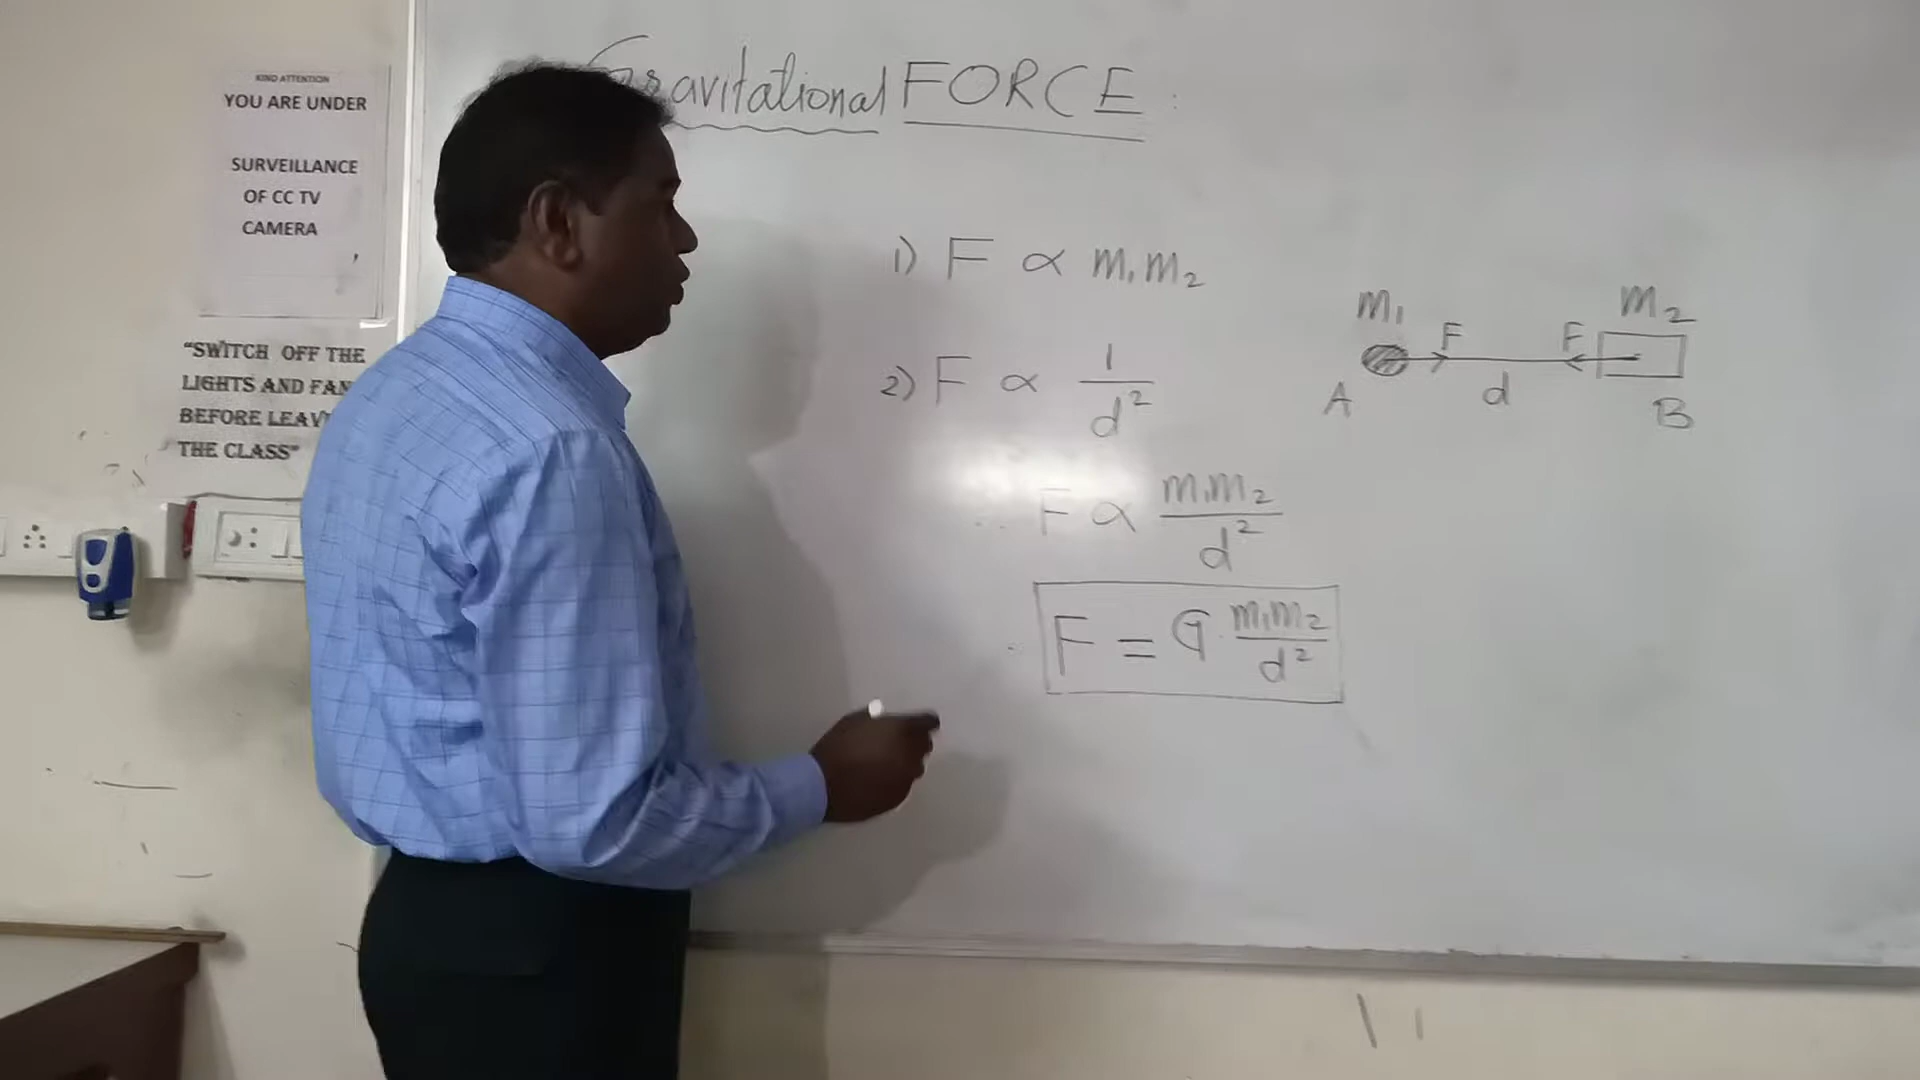 KIND ATTENTION
YOU ARE UNDER
SURVEILLANCE
OF CC TV
CAMERA
"SWITCH OFF THE
LIGHTS AND FAN
BEFORE LEAV
THE CLASS"
Gravitational FORCE :
1) F ∝ m₁m₂
2) F ∝ 1/d²
∴ F ∝ m₁m₂/d²
∴ F = G · m₁m₂/d²
m₁ m₂
F F
d
A B